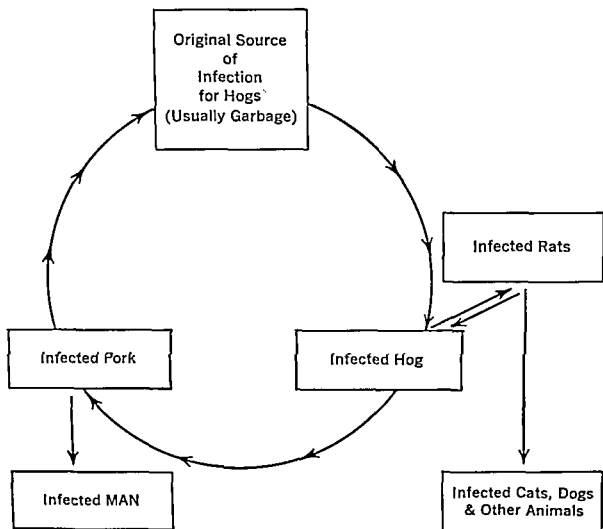 Original Source
of
Infection
for Hogs
(Usually Garbage)
Infected Rats
Infected Pork
Infected Hog
Infected MAN
Infected Cats, Dogs
& Other Animals